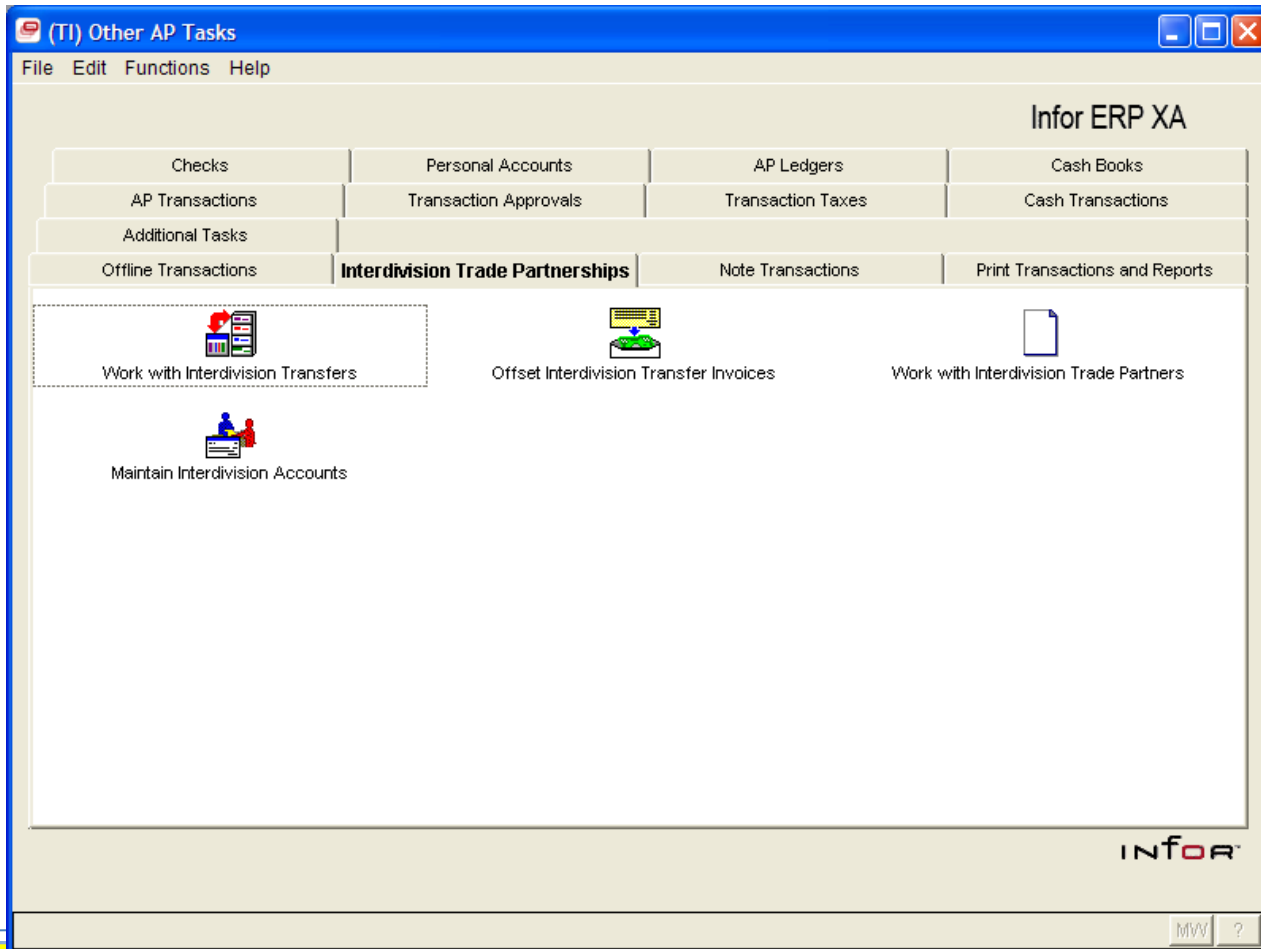 (TI) Other AP Tasks
File Edit Functions Help
Infor ERP XA
Checks Personal Accounts AP Ledgers Cash Books
AP Transactions Transaction Approvals Transaction Taxes Cash Transactions
Additional Tasks
Offline Transactions Interdivision Trade Partnerships Note Transactions Print Transactions and Reports
Work with Interdivision Transfers Offset Interdivision Transfer Invoices Work with Interdivision Trade Partners
Maintain Interdivision Accounts
infor
MW ?